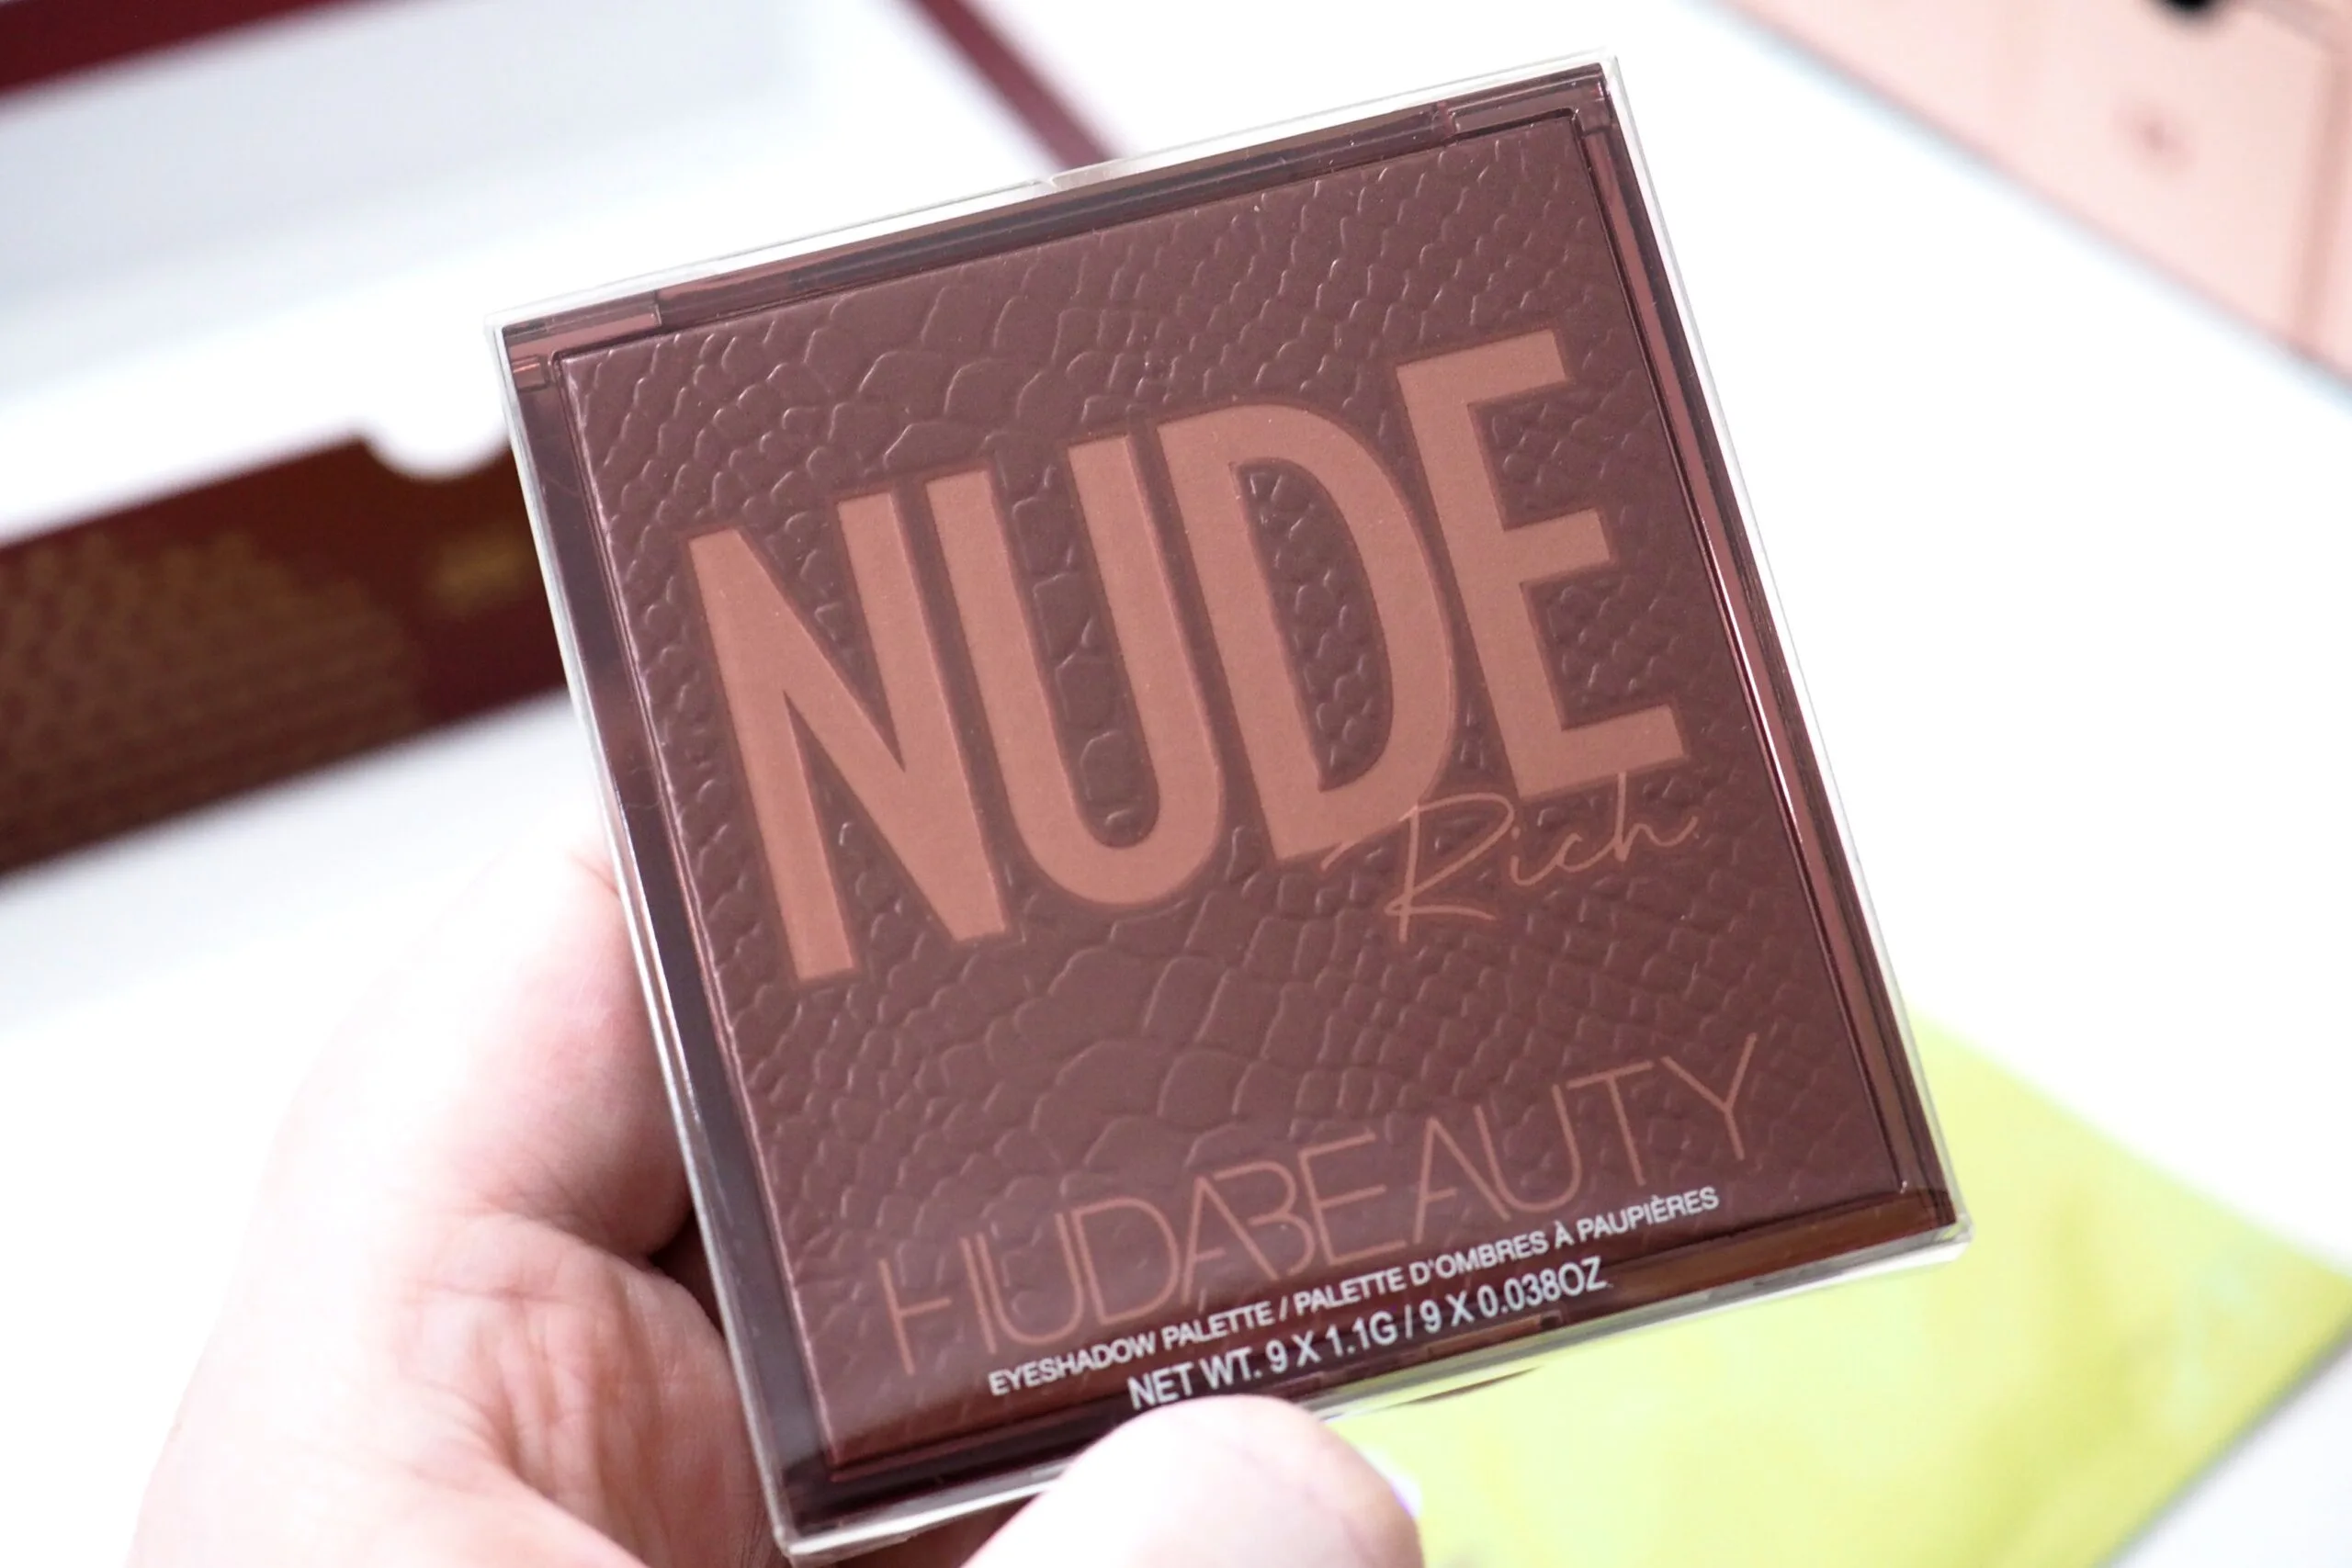 NUDE
Rich
HUDABEAUTY
EYESHADOW PALETTE / PALETTE D'OMBRES À PAUPIÈRES
NET WT. 9 X 1.1G / 9 X 0.038OZ